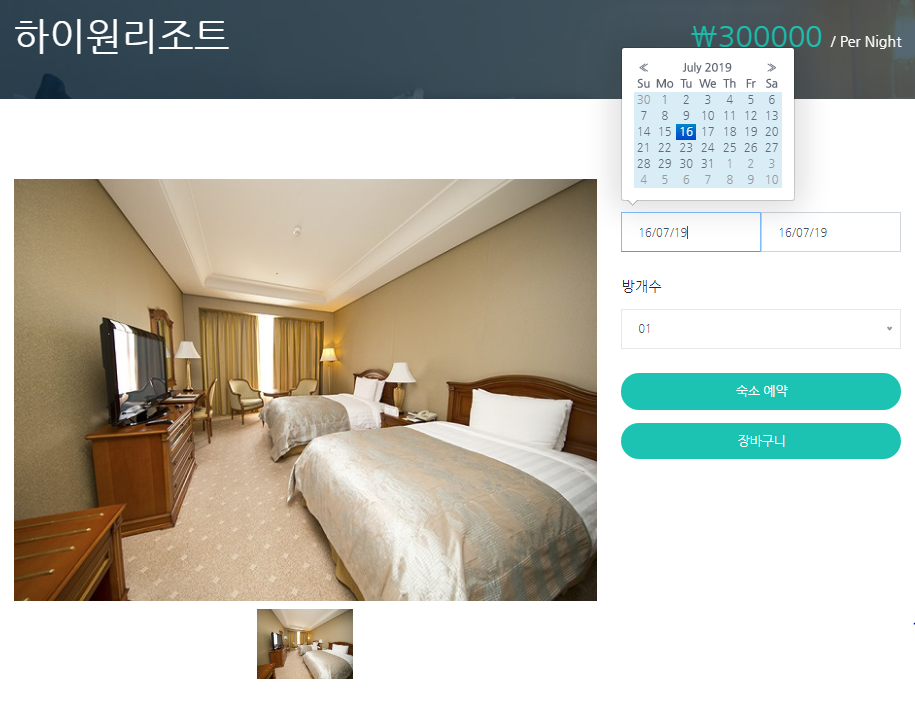 하이원리조트
₩300000 / Per Night
≪ July 2019 ≫
Su Mo Tu We Th Fr Sa
30 1 2 3 4 5 6
7 8 9 10 11 12 13
14 15 16 17 18 19 20
21 22 23 24 25 26 27
28 29 30 31 1 2 3
4 5 6 7 8 9 10
16/07/19 16/07/19
방개수
01
숙소 예약
장바구니